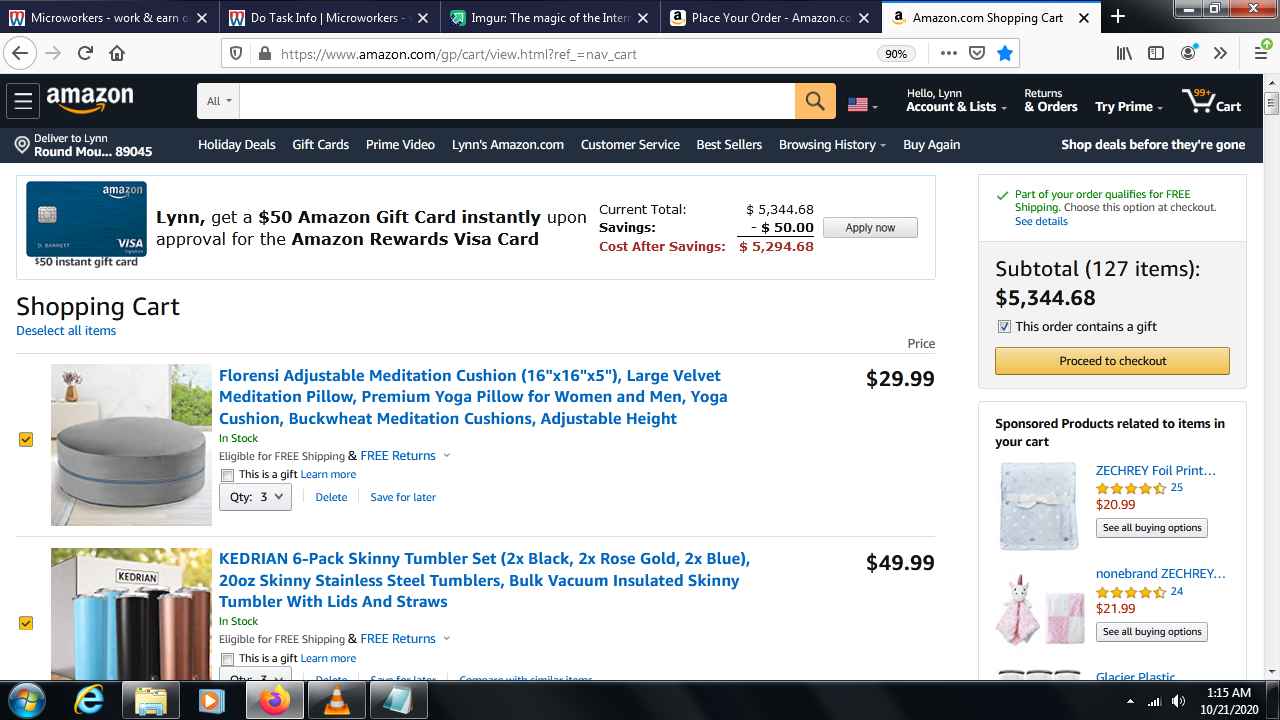 Microworkers - work & earn o
Do Task Info | Microworkers -
Imgur: The magic of the Inter
Place Your Order - Amazon.co
Amazon.com Shopping Cart
https://www.amazon.com/gp/cart/view.html?ref_=nav_cart
90%
amazon
All
Hello, Lynn
Account & Lists
Returns
& Orders
Try Prime
99+
Cart
Deliver to Lynn
Round Mou... 89045
Holiday Deals
Gift Cards
Prime Video
Lynn's Amazon.com
Customer Service
Best Sellers
Browsing History
Buy Again
Shop deals before they're gone
amazon
D. BARRETT
VISA
Signature
$50 instant gift card
Lynn, get a $50 Amazon Gift Card instantly upon
approval for the Amazon Rewards Visa Card
Current Total: $ 5,344.68
Savings: - $ 50.00
Cost After Savings: $ 5,294.68
Apply now
Part of your order qualifies for FREE
Shipping. Choose this option at checkout.
See details
Subtotal (127 items):
$5,344.68
This order contains a gift
Proceed to checkout
Shopping Cart
Deselect all items
Price
Florensi Adjustable Meditation Cushion (16"x16"x5"), Large Velvet
Meditation Pillow, Premium Yoga Pillow for Women and Men, Yoga
Cushion, Buckwheat Meditation Cushions, Adjustable Height
$29.99
In Stock
Eligible for FREE Shipping & FREE Returns
This is a gift Learn more
Qty: 3
Delete
Save for later
KEDRIAN
KEDRIAN 6-Pack Skinny Tumbler Set (2x Black, 2x Rose Gold, 2x Blue),
20oz Skinny Stainless Steel Tumblers, Bulk Vacuum Insulated Skinny
Tumbler With Lids And Straws
$49.99
In Stock
Eligible for FREE Shipping & FREE Returns
This is a gift Learn more
Qty: 3
Delete
Save for later
Compare with similar items
Sponsored Products related to items in
your cart
ZECHREY Foil Print…
25
$20.99
See all buying options
nonebrand ZECHREY…
24
$21.99
See all buying options
Glacier Plastic
1:15 AM
10/21/2020